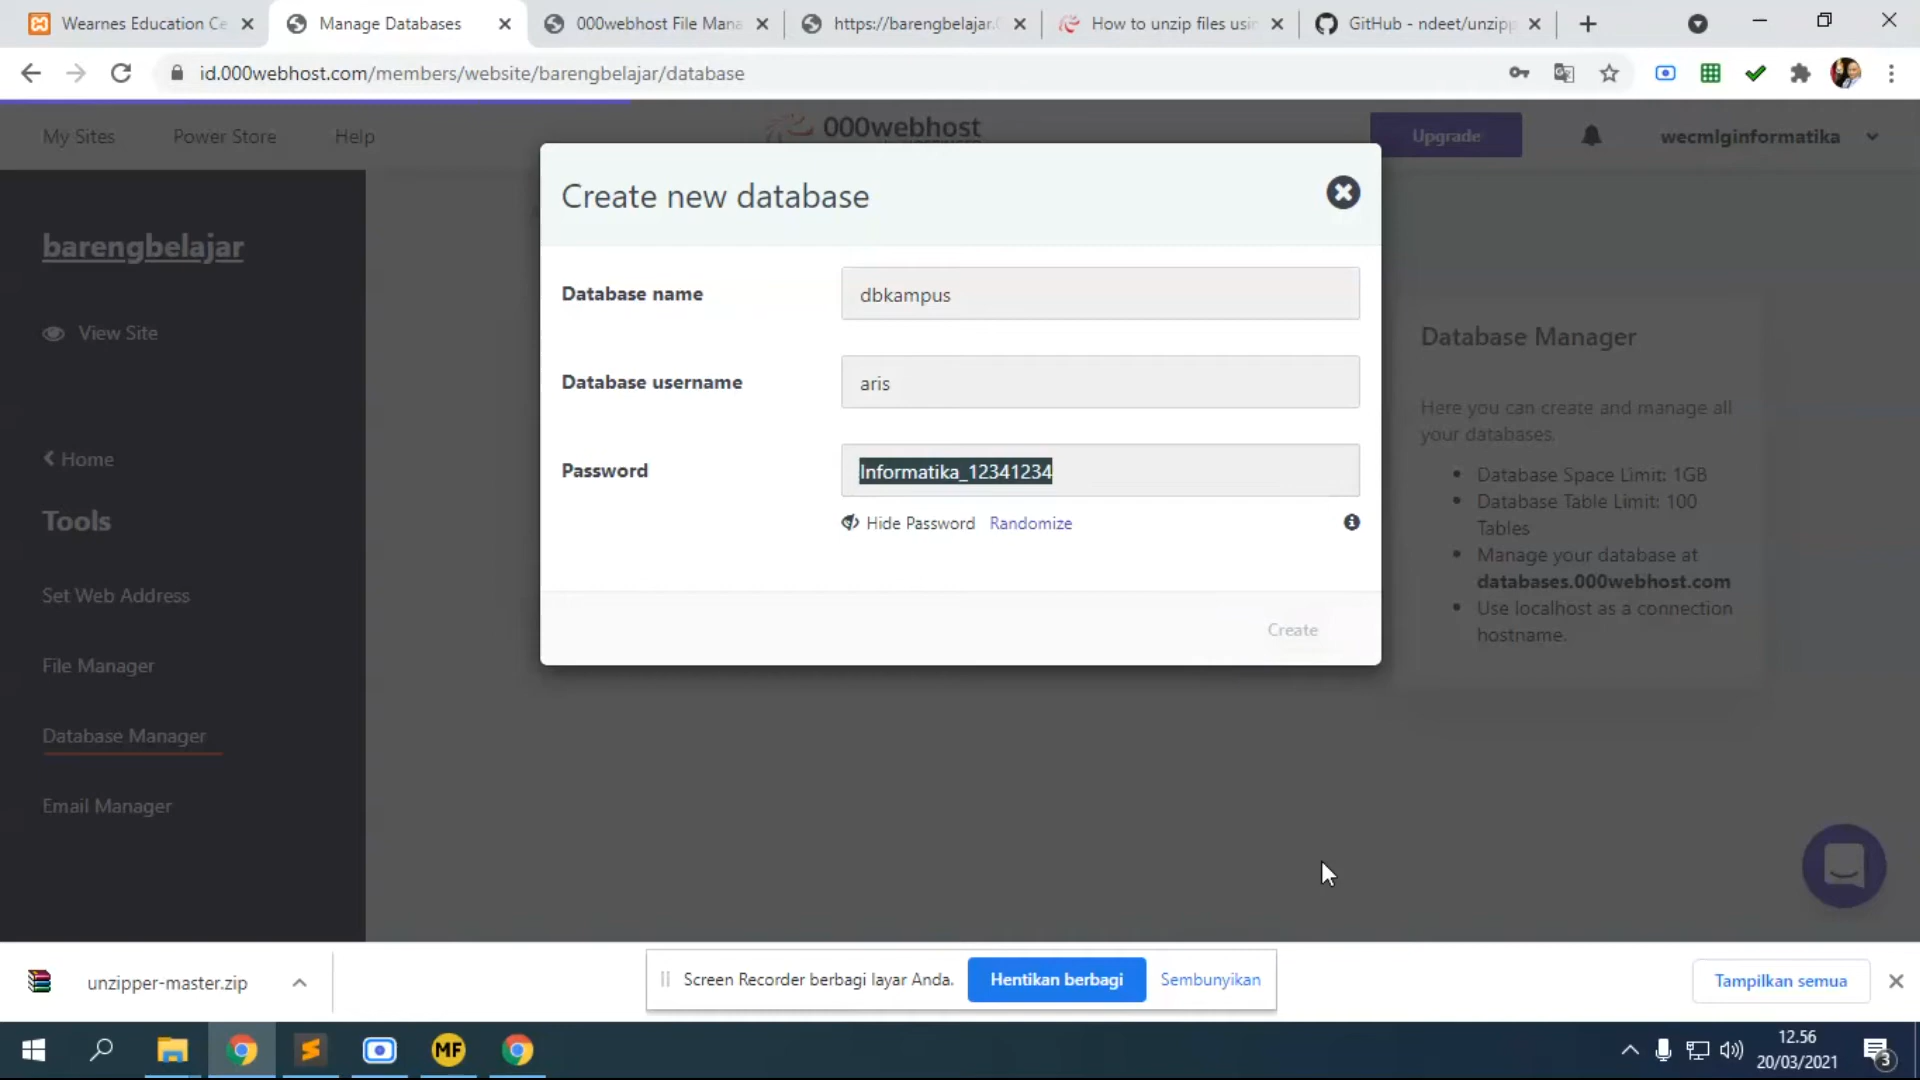 Wearnes Education Ce
Manage Databases
000webhost File Mana
https://barengbelajar.
How to unzip files usin
GitHub - ndeet/unzipp
id.000webhost.com/members/website/barengbelajar/database
My Sites
Power Store
Help
000webhost
Upgrade
wecmlginformatika
barengbelajar
View Site
Home
Tools
Set Web Address
File Manager
Database Manager
Email Manager
Create new database
Database name
dbkampus
Database username
aris
Password
Informatika_12341234
Hide Password
Randomize
Create
Database Manager
Here you can create and manage all
your databases.
Database Space Limit: 1GB
Database Table Limit: 100
Tables
Manage your database at
databases.000webhost.com
Use localhost as a connection
hostname.
unzipper-master.zip
Screen Recorder berbagi layar Anda.
Hentikan berbagi
Sembunyikan
Tampilkan semua
MF
12.56
20/03/2021
3